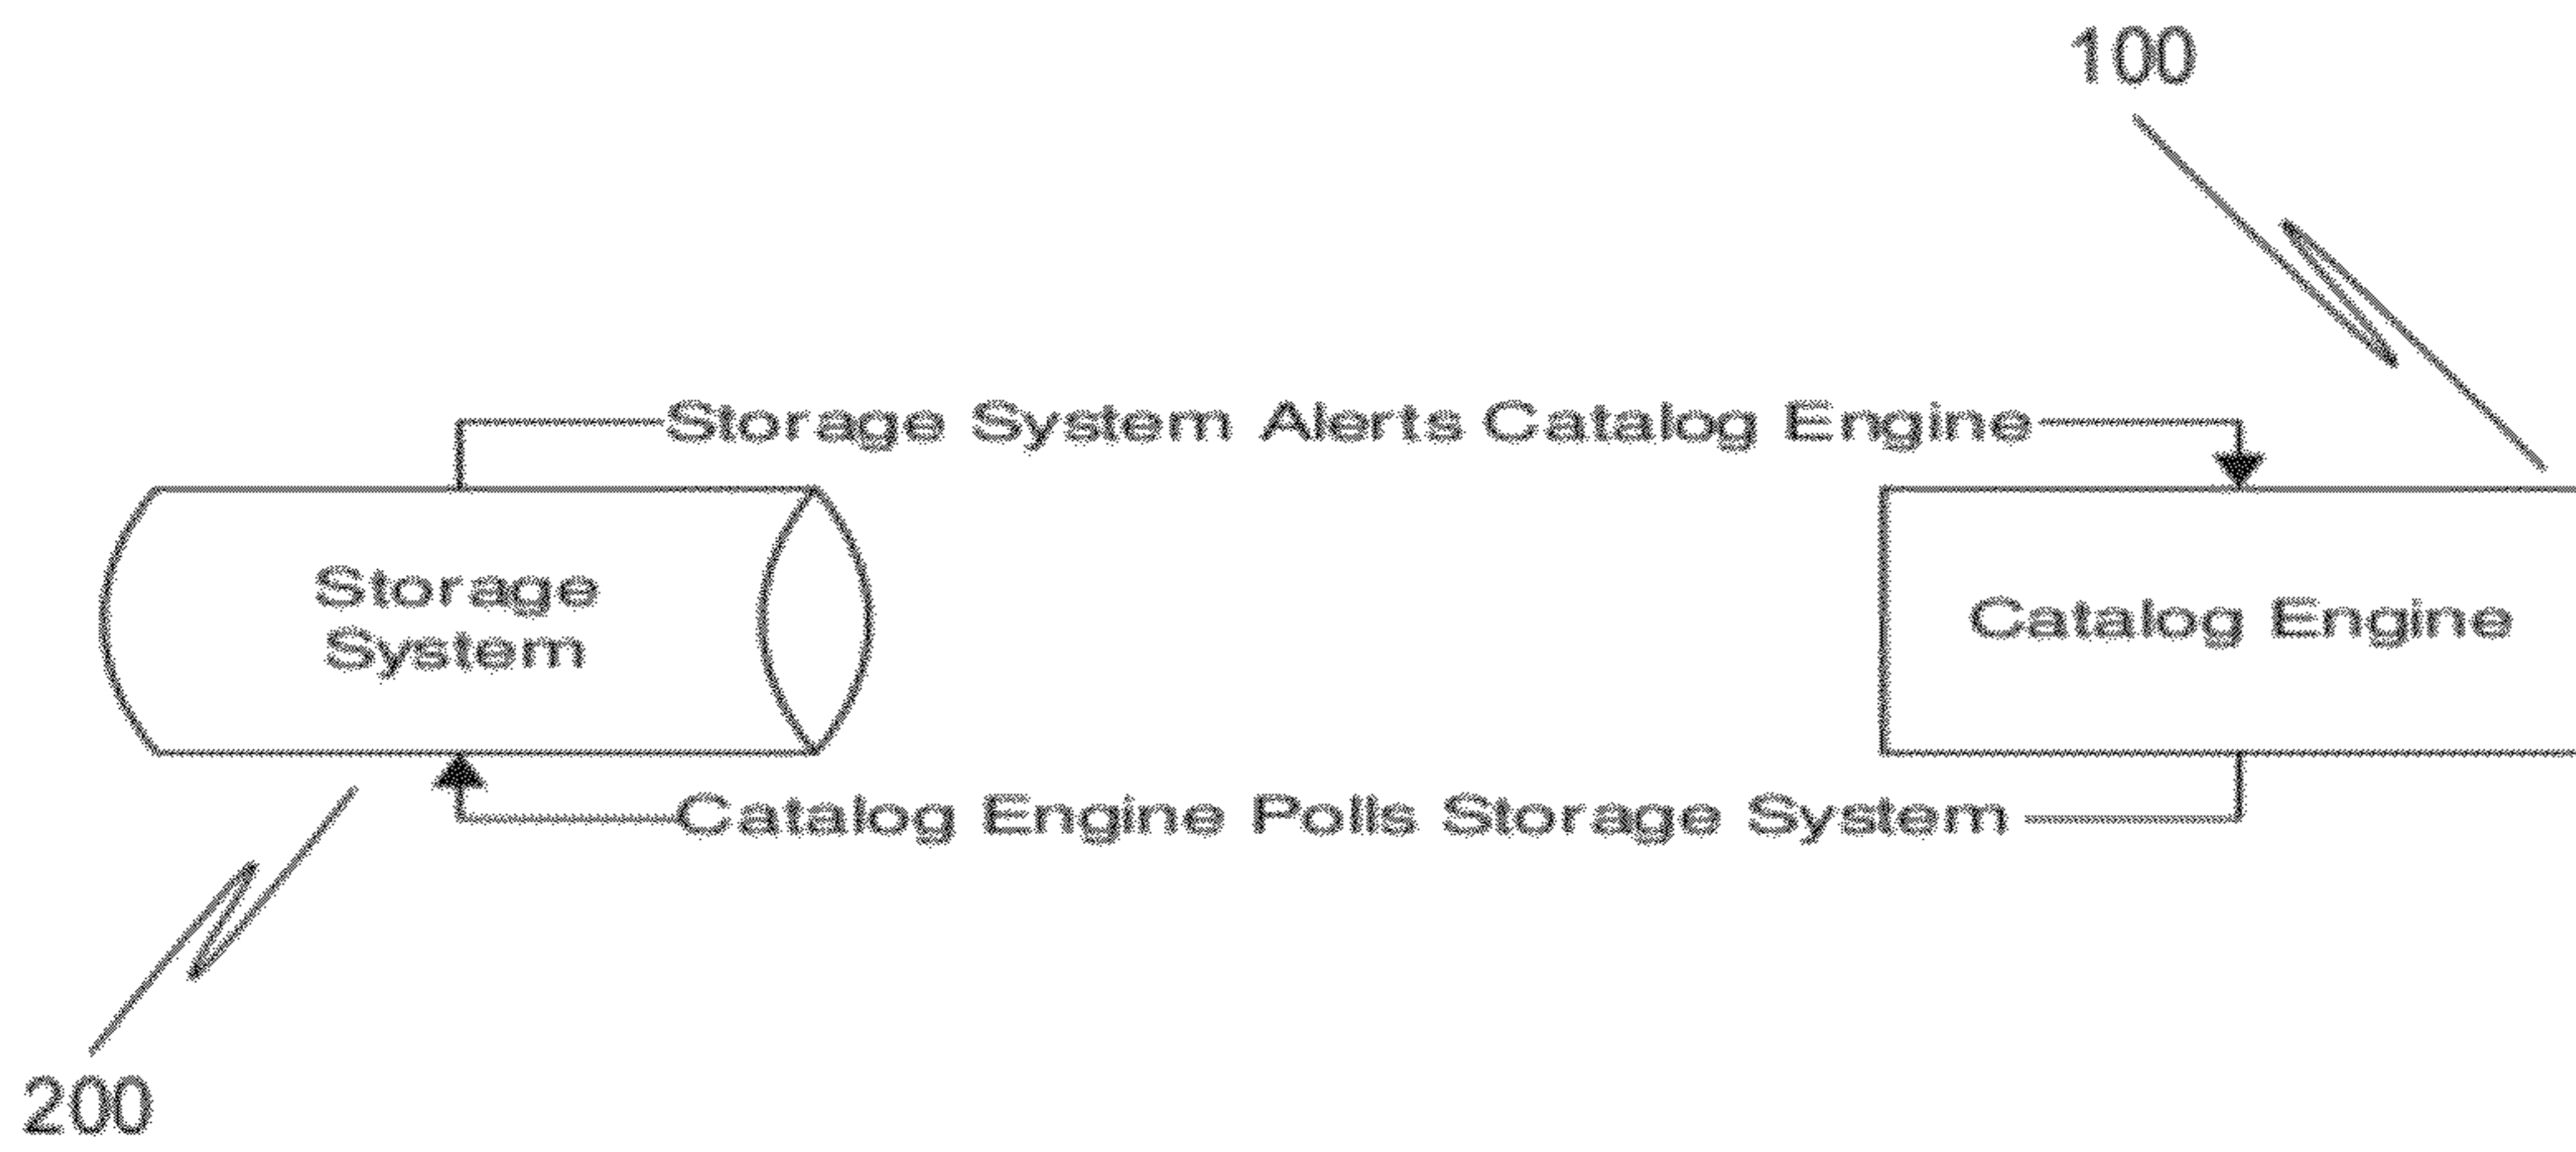 100
Storage System Alerts Catalog Engine
Storage
System
Catalog Engine
Catalog Engine Polls Storage System
200